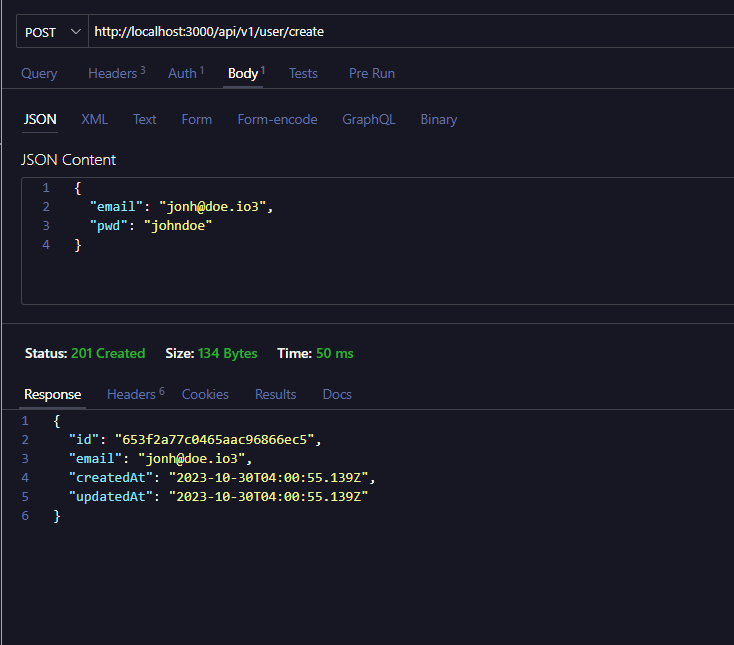 POST http://localhost:3000/api/v1/user/create
Query Headers 3 Auth 1 Body 1 Tests Pre Run
JSON XML Text Form Form-encode GraphQL Binary
JSON Content
1 {
2 "email": "jonh@doe.io3",
3 "pwd": "johndoe"
4 }
Status: 201 Created Size: 134 Bytes Time: 50 ms
Response Headers 6 Cookies Results Docs
1 {
2 "id": "653f2a77c0465aac96866ec5",
3 "email": "jonh@doe.io3",
4 "createdAt": "2023-10-30T04:00:55.139Z",
5 "updatedAt": "2023-10-30T04:00:55.139Z"
6 }